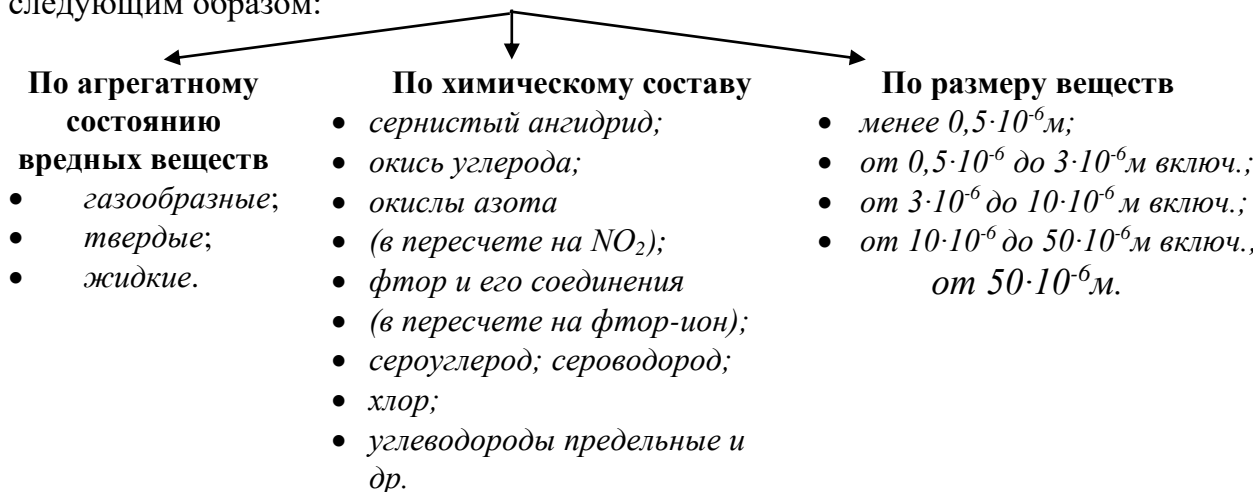 следующим образом:
По агрегатному
состоянию
вредных веществ
• газообразные;
• твердые;
• жидкие.
По химическому составу
• сернистый ангидрид;
• окись углерода;
• окислы азота
• (в пересчете на NO₂);
• фтор и его соединения
• (в пересчете на фтор-ион);
• сероуглерод; сероводород;
• хлор;
• углеводороды предельные и
др.
По размеру веществ
• менее 0,5·10⁻⁶м;
• от 0,5·10⁻⁶ до 3·10⁻⁶м включ.;
• от 3·10⁻⁶ до 10·10⁻⁶ м включ.;
• от 10·10⁻⁶ до 50·10⁻⁶м включ.,
от 50·10⁻⁶м.